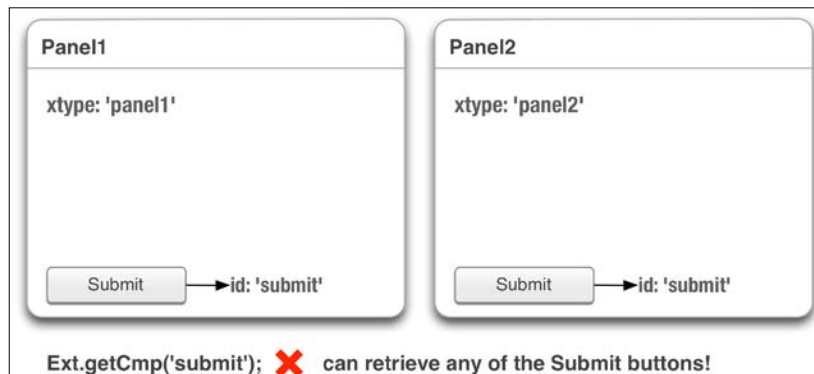 Panel1
xtype: 'panel1'
Submit
id: 'submit'
Panel2
xtype: 'panel2'
Submit
id: 'submit'
Ext.getCmp('submit'); can retrieve any of the Submit buttons!